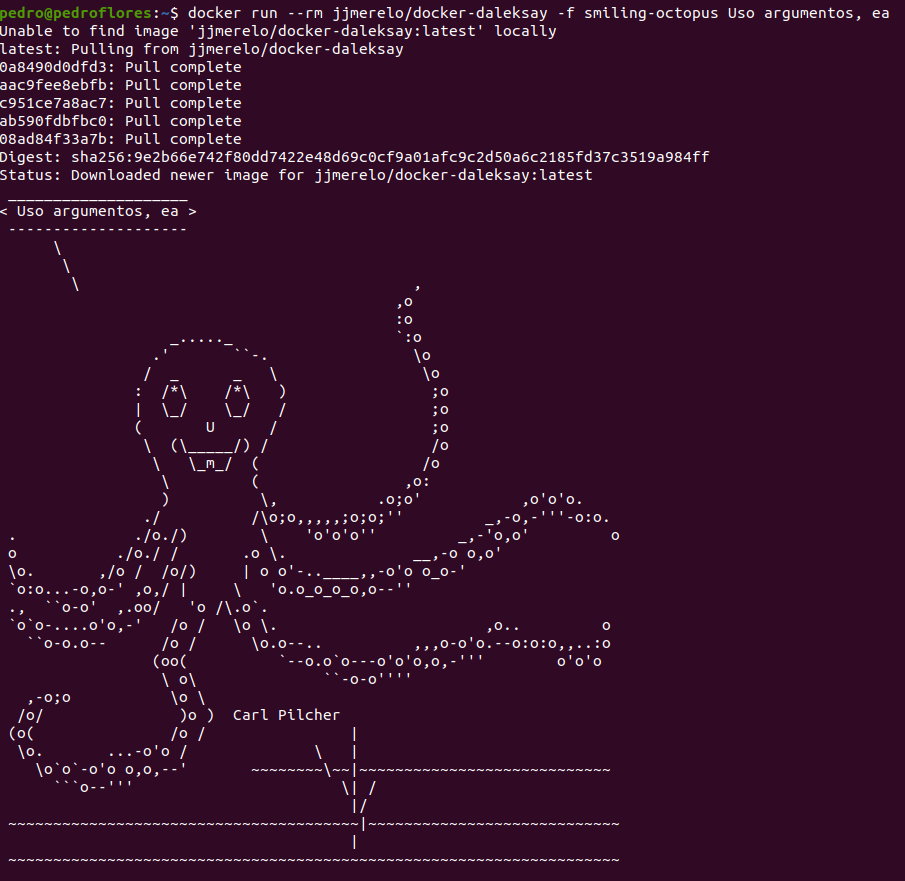 pedro@pedroflores:~$ docker run --rm jjmerelo/docker-daleksay -f smiling-octopus Uso argumentos, ea
Unable to find image 'jjmerelo/docker-daleksay:latest' locally
latest: Pulling from jjmerelo/docker-daleksay
0a8490d0dfd3: Pull complete
aac9fee8ebfb: Pull complete
c951ce7a8ac7: Pull complete
ab590fdbfbc0: Pull complete
08ad84f33a7b: Pull complete
Digest: sha256:9e2b66e742f80dd7422e48d69c0cf9a01afc9c2d50a6c2185fd37c3519a984ff
Status: Downloaded newer image for jjmerelo/docker-daleksay:latest
< Uso argumentos, ea >
Carl Pilcher